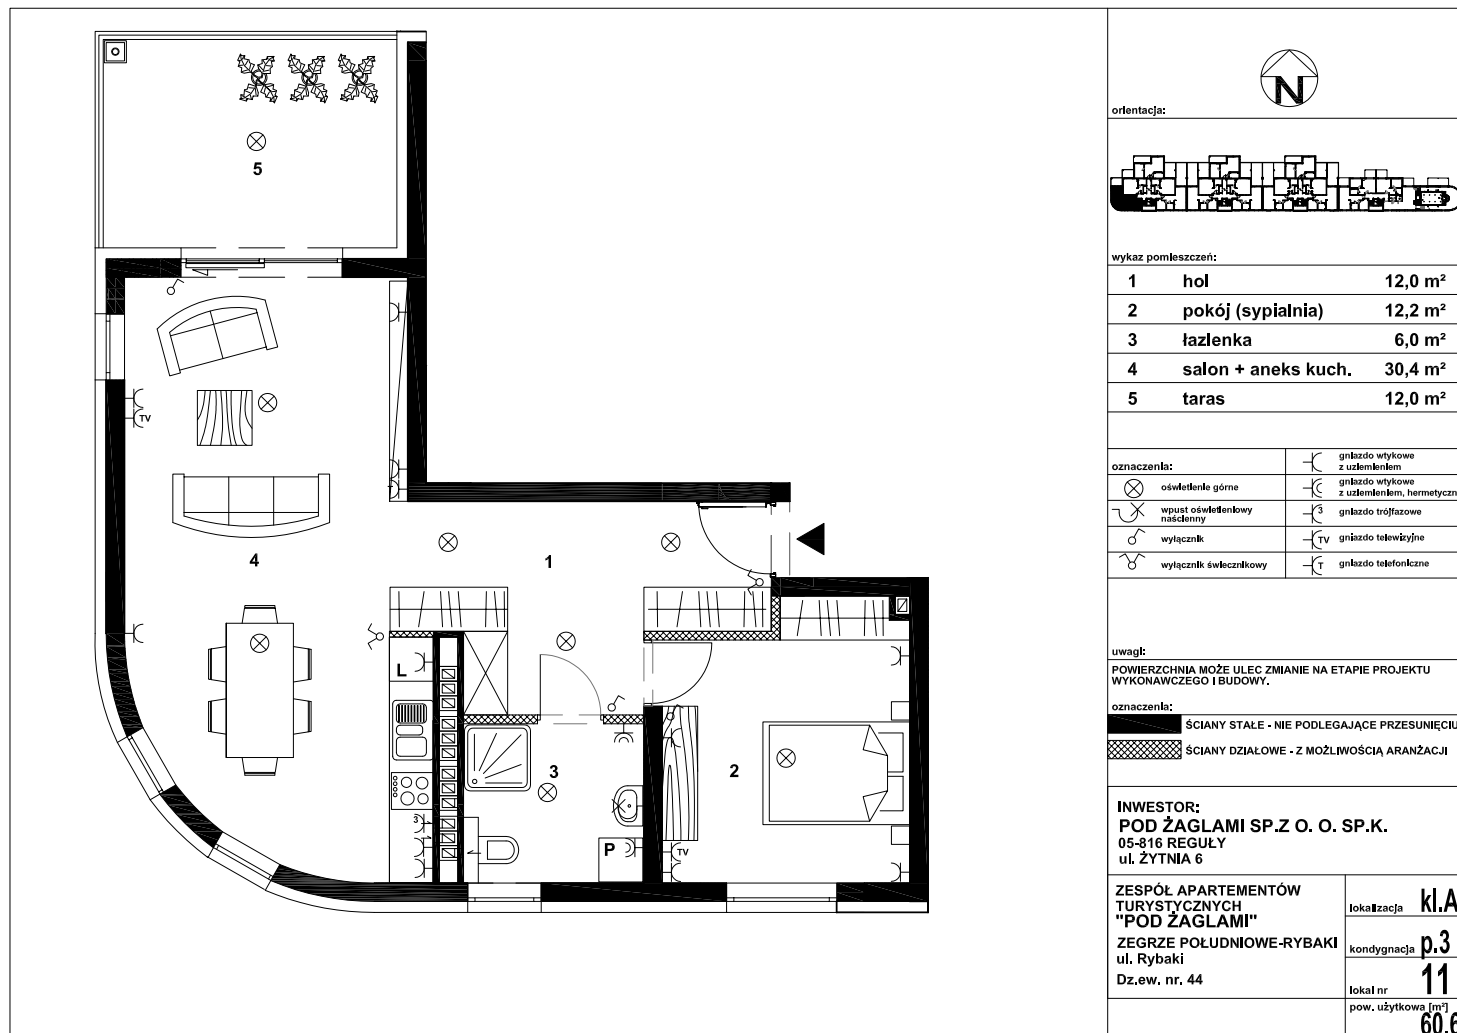 5
4
1
3
2
L
P
TV
TV
3
N
orientacja:
wykaz pomieszczeń:
1 hol 12,0 m²
2 pokój (sypialnia) 12,2 m²
3 łazienka 6,0 m²
4 salon + aneks kuch. 30,4 m²
5 taras 12,0 m²
oznaczenia:
oświetlenie górne
wpust oświetleniowy
naścienny
wyłącznik
wyłącznik świecznikowy
gniazdo wtykowe
z uziemieniem
gniazdo wtykowe
z uziemieniem, hermetyczn
3 gniazdo trójfazowe
TV gniazdo telewizyjne
T gniazdo telefoniczne
uwagi:
POWIERZCHNIA MOŻE ULEC ZMIANIE NA ETAPIE PROJEKTU
WYKONAWCZEGO I BUDOWY.
oznaczenia:
ŚCIANY STAŁE - NIE PODLEGAJĄCE PRZESUNIĘCIU
ŚCIANY DZIAŁOWE - Z MOŻLIWOŚCIĄ ARANŻACJI
INWESTOR:
POD ŻAGLAMI SP.Z O. O. SP.K.
05-816 REGUŁY
ul. ŻYTNIA 6
ZESPÓŁ APARTEMENTÓW
TURYSTYCZNYCH
"POD ŻAGLAMI"
ZEGRZE POŁUDNIOWE-RYBAKI
ul. Rybaki
Dz.ew. nr. 44
lokalizacja kl.A
kondygnacja p.3
lokal nr 11
pow. użytkowa [m²]
60.6